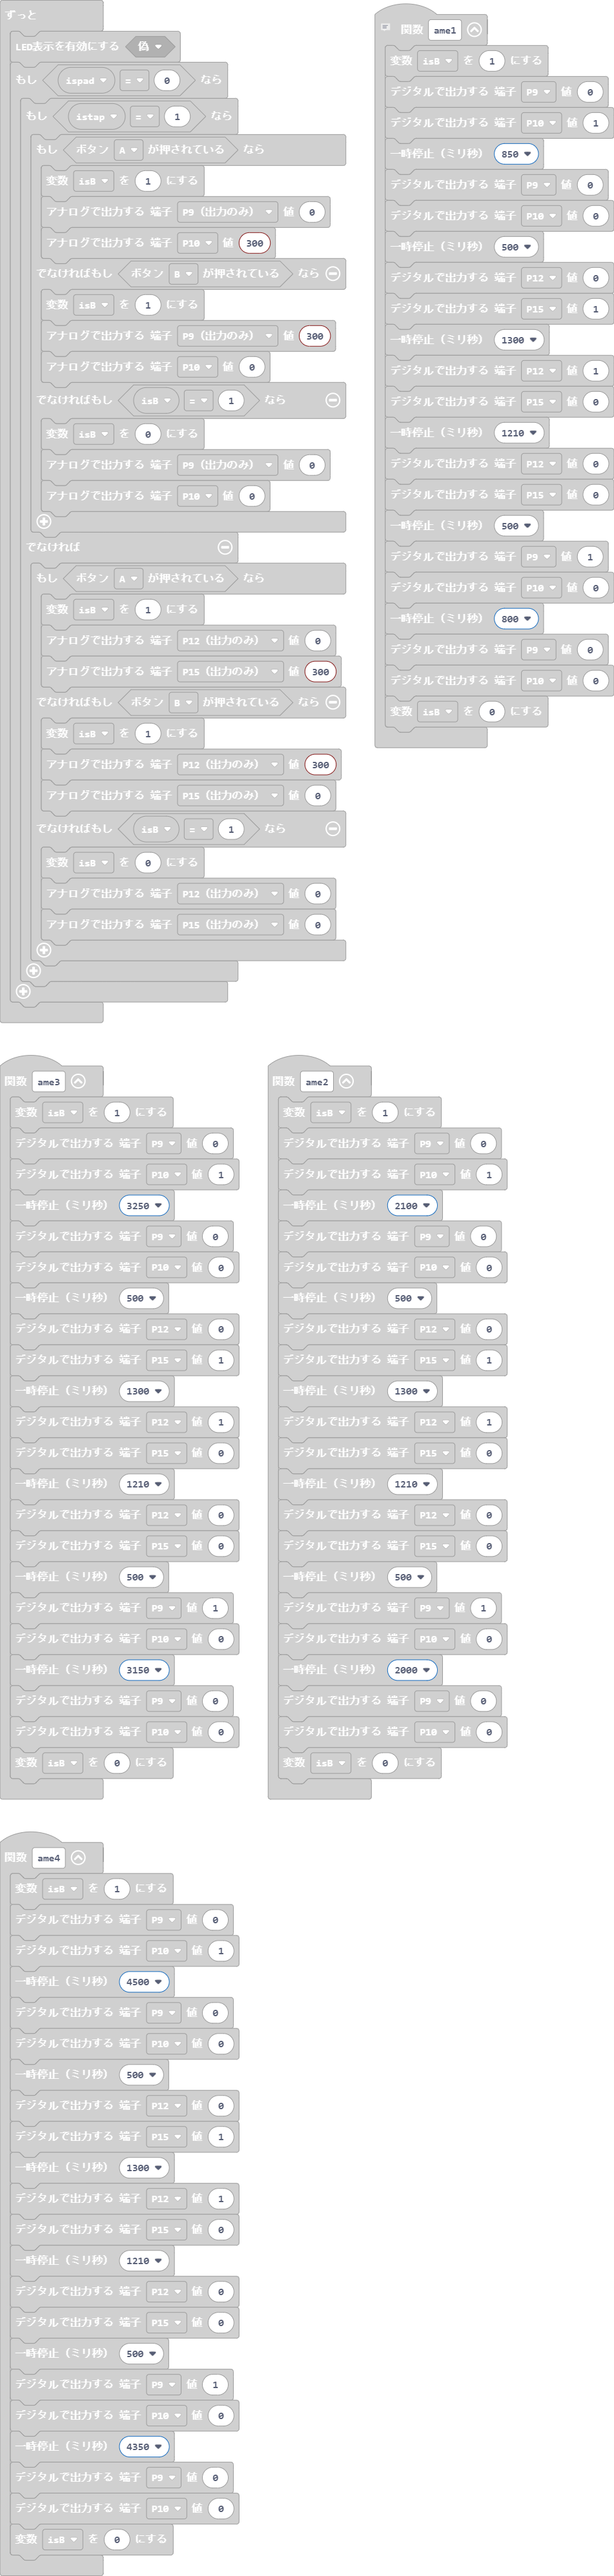 ずっと
LED表示を有効にする 偽
もし ispad = 0 なら
もし istap = 1 なら
もし ボタン A が押されている なら
変数 isB を 1 にする
アナログで出力する 端子 P9（出力のみ） 値 0
アナログで出力する 端子 P10 値 300
でなければもし ボタン B が押されている なら
変数 isB を 1 にする
アナログで出力する 端子 P9（出力のみ） 値 300
アナログで出力する 端子 P10 値 0
でなければもし isB = 1 なら
変数 isB を 0 にする
アナログで出力する 端子 P9（出力のみ） 値 0
アナログで出力する 端子 P10 値 0
でなければ
もし ボタン A が押されている なら
変数 isB を 1 にする
アナログで出力する 端子 P12（出力のみ） 値 0
アナログで出力する 端子 P15（出力のみ） 値 300
でなければもし ボタン B が押されている なら
変数 isB を 1 にする
アナログで出力する 端子 P12（出力のみ） 値 300
アナログで出力する 端子 P15（出力のみ） 値 0
でなければもし isB = 1 なら
変数 isB を 0 にする
アナログで出力する 端子 P12（出力のみ） 値 0
アナログで出力する 端子 P15（出力のみ） 値 0
関数 ame1
変数 isB を 1 にする
デジタルで出力する 端子 P9 値 0
デジタルで出力する 端子 P10 値 1
一時停止（ミリ秒） 850
デジタルで出力する 端子 P9 値 0
デジタルで出力する 端子 P10 値 0
一時停止（ミリ秒） 500
デジタルで出力する 端子 P12 値 0
デジタルで出力する 端子 P15 値 1
一時停止（ミリ秒） 1300
デジタルで出力する 端子 P12 値 1
デジタルで出力する 端子 P15 値 0
一時停止（ミリ秒） 1210
デジタルで出力する 端子 P12 値 0
デジタルで出力する 端子 P15 値 0
一時停止（ミリ秒） 500
デジタルで出力する 端子 P9 値 1
デジタルで出力する 端子 P10 値 0
一時停止（ミリ秒） 800
デジタルで出力する 端子 P9 値 0
デジタルで出力する 端子 P10 値 0
変数 isB を 0 にする
関数 ame3
変数 isB を 1 にする
デジタルで出力する 端子 P9 値 0
デジタルで出力する 端子 P10 値 1
一時停止（ミリ秒） 3250
デジタルで出力する 端子 P9 値 0
デジタルで出力する 端子 P10 値 0
一時停止（ミリ秒） 500
デジタルで出力する 端子 P12 値 0
デジタルで出力する 端子 P15 値 1
一時停止（ミリ秒） 1300
デジタルで出力する 端子 P12 値 1
デジタルで出力する 端子 P15 値 0
一時停止（ミリ秒） 1210
デジタルで出力する 端子 P12 値 0
デジタルで出力する 端子 P15 値 0
一時停止（ミリ秒） 500
デジタルで出力する 端子 P9 値 1
デジタルで出力する 端子 P10 値 0
一時停止（ミリ秒） 3150
デジタルで出力する 端子 P9 値 0
デジタルで出力する 端子 P10 値 0
変数 isB を 0 にする
関数 ame2
変数 isB を 1 にする
デジタルで出力する 端子 P9 値 0
デジタルで出力する 端子 P10 値 1
一時停止（ミリ秒） 2100
デジタルで出力する 端子 P9 値 0
デジタルで出力する 端子 P10 値 0
一時停止（ミリ秒） 500
デジタルで出力する 端子 P12 値 0
デジタルで出力する 端子 P15 値 1
一時停止（ミリ秒） 1300
デジタルで出力する 端子 P12 値 1
デジタルで出力する 端子 P15 値 0
一時停止（ミリ秒） 1210
デジタルで出力する 端子 P12 値 0
デジタルで出力する 端子 P15 値 0
一時停止（ミリ秒） 500
デジタルで出力する 端子 P9 値 1
デジタルで出力する 端子 P10 値 0
一時停止（ミリ秒） 2000
デジタルで出力する 端子 P9 値 0
デジタルで出力する 端子 P10 値 0
変数 isB を 0 にする
関数 ame4
変数 isB を 1 にする
デジタルで出力する 端子 P9 値 0
デジタルで出力する 端子 P10 値 1
一時停止（ミリ秒） 4500
デジタルで出力する 端子 P9 値 0
デジタルで出力する 端子 P10 値 0
一時停止（ミリ秒） 500
デジタルで出力する 端子 P12 値 0
デジタルで出力する 端子 P15 値 1
一時停止（ミリ秒） 1300
デジタルで出力する 端子 P12 値 1
デジタルで出力する 端子 P15 値 0
一時停止（ミリ秒） 1210
デジタルで出力する 端子 P12 値 0
デジタルで出力する 端子 P15 値 0
一時停止（ミリ秒） 500
デジタルで出力する 端子 P9 値 1
デジタルで出力する 端子 P10 値 0
一時停止（ミリ秒） 4350
デジタルで出力する 端子 P9 値 0
デジタルで出力する 端子 P10 値 0
変数 isB を 0 にする